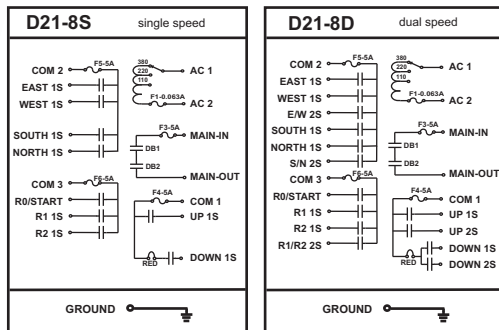 D21-8S single speed
COM 2 F5-5A
EAST 1S
WEST 1S
SOUTH 1S
NORTH 1S
COM 3 F6-5A
R0/START
R1 1S
R2 1S
380
220
110
AC 1
F1-0.063A
AC 2
F3-5A
MAIN-IN
DB1
DB2
MAIN-OUT
F4-5A
COM 1
UP 1S
RED
DOWN 1S
GROUND
D21-8D dual speed
COM 2 F5-5A
EAST 1S
WEST 1S
E/W 2S
SOUTH 1S
NORTH 1S
S/N 2S
COM 3 F6-5A
R0/START
R1 1S
R2 1S
R1/R2 2S
380
220
110
AC 1
F1-0.063A
AC 2
F3-5A
MAIN-IN
DB1
DB2
MAIN-OUT
F4-5A
COM 1
UP 1S
UP 2S
DOWN 1S
RED
DOWN 2S
GROUND